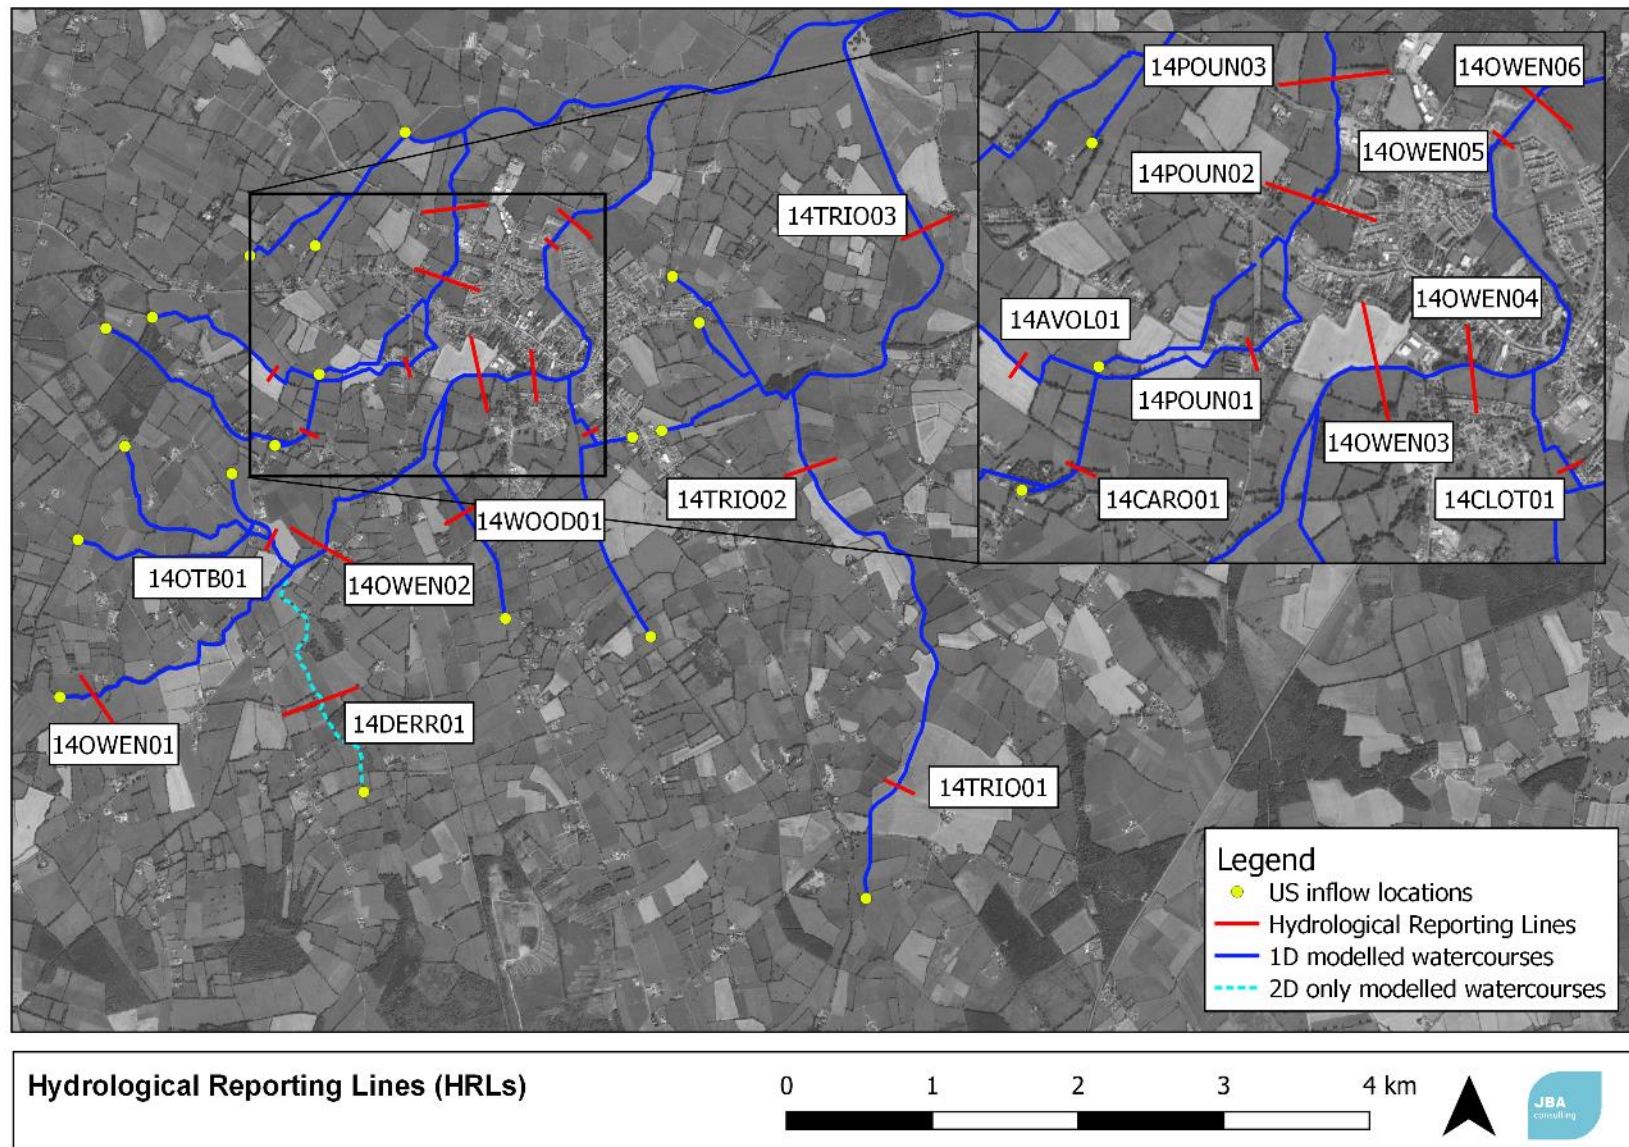 14POUN03
14OWEN06
14OWEN05
14POUN02
14TRIO03
14OWEN04
14AVOL01
14POUN01
14OWEN03
14TRIO02
14CARO01
14CLOT01
14WOOD01
14OTB01
14OWEN02
14DERR01
14OWEN01
14TRIO01
Legend
US inflow locations
Hydrological Reporting Lines
1D modelled watercourses
2D only modelled watercourses
Hydrological Reporting Lines (HRLs)
0 1 2 3 4 km
JBA
consulting